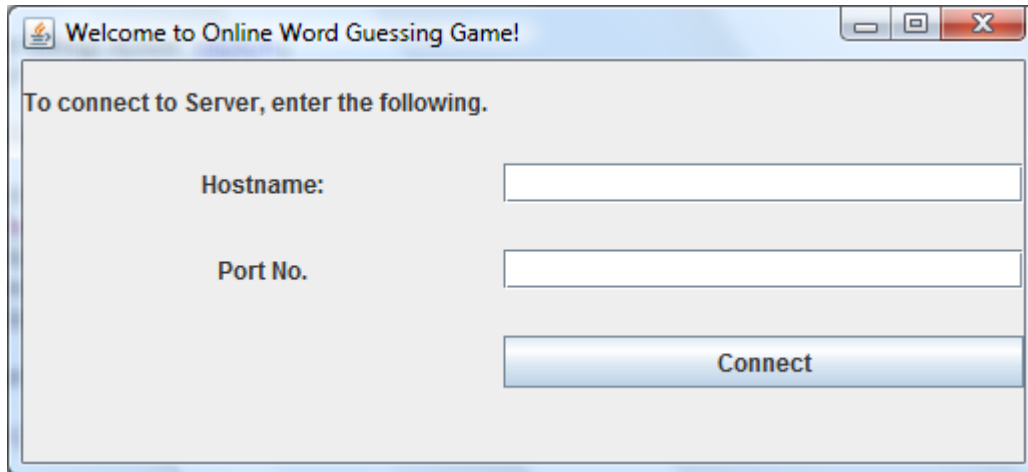 Welcome to Online Word Guessing Game!
To connect to Server, enter the following.
Hostname:
Port No.
Connect